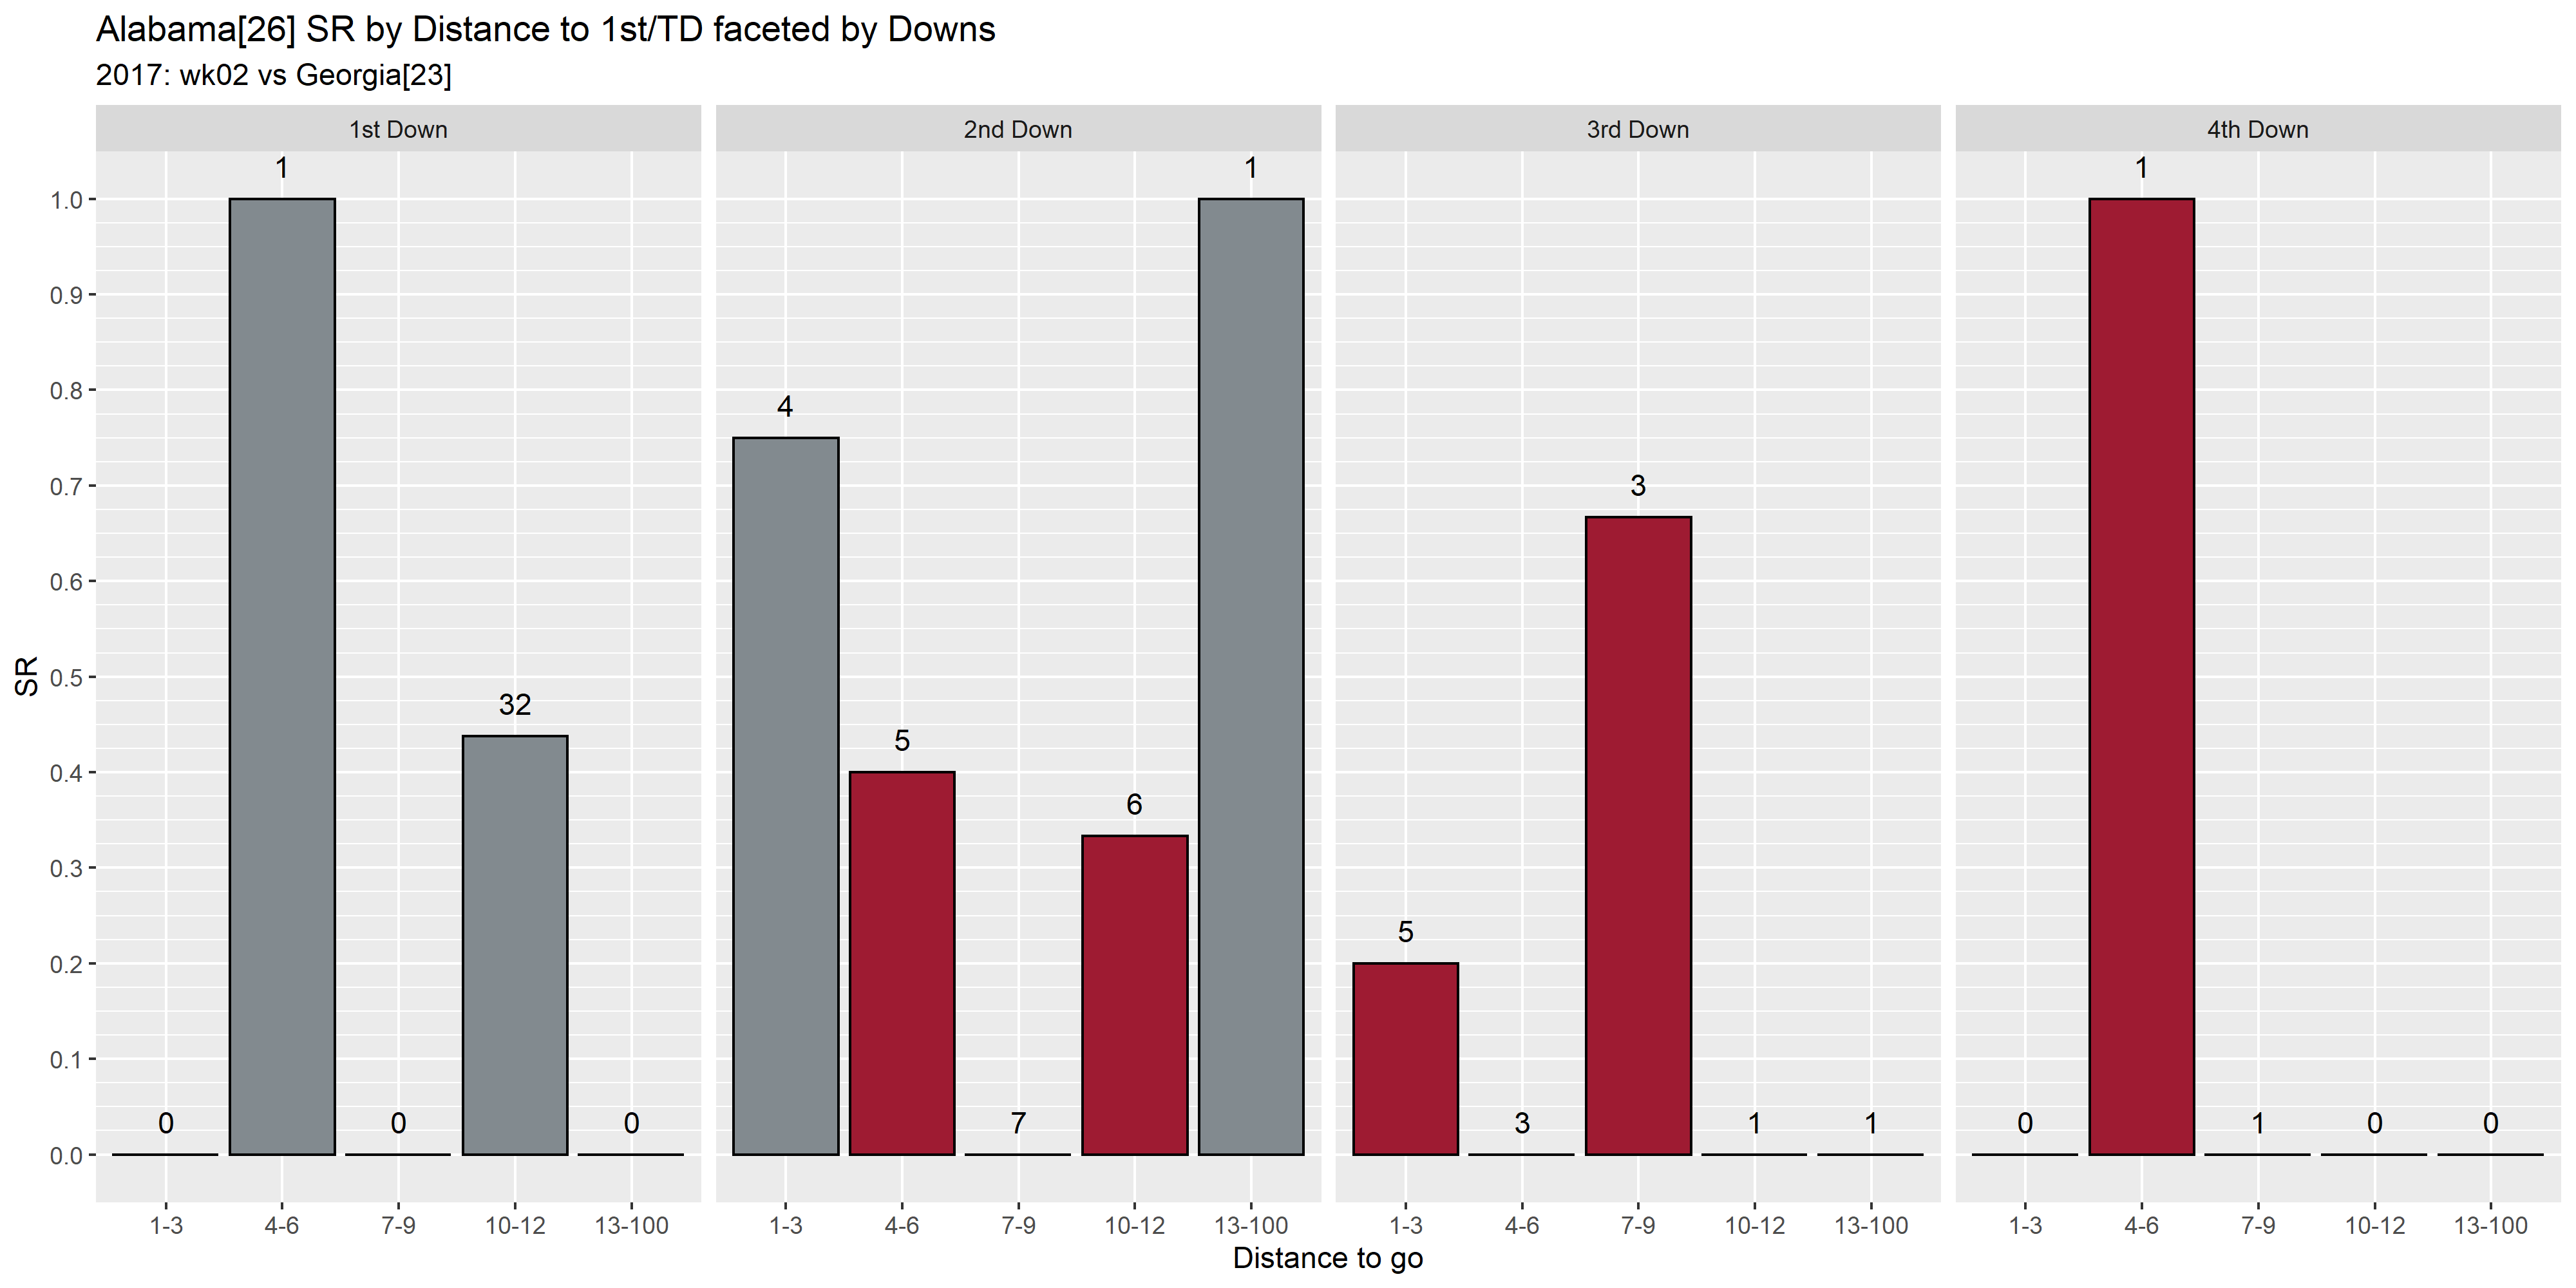 Alabama[26] SR by Distance to 1st/TD faceted by Downs
2017: wk02 vs Georgia[23]
1st Down 2nd Down 3rd Down 4th Down
SR
1.0
0.9
0.8
0.7
0.6
0.5
0.4
0.3
0.2
0.1
0.0
0 1 0 32 0
4 5 7 6 1
5 3 3 1 1
0 1 1 0 0
1-3 4-6 7-9 10-12 13-100 1-3 4-6 7-9 10-12 13-100 1-3 4-6 7-9 10-12 13-100 1-3 4-6 7-9 10-12 13-100
Distance to go